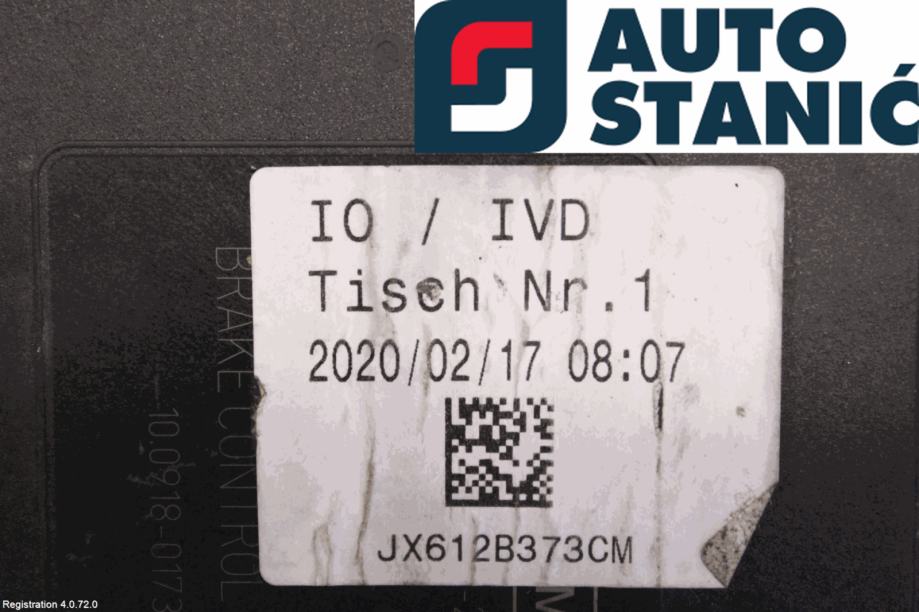 AUTO
STANIĆ
IO / IVD
Tisch Nr.1
2020/02/17 08:07
JX612B373CM
BRAKE CONTROL
10.0918-0173
Registration 4.0.72.0